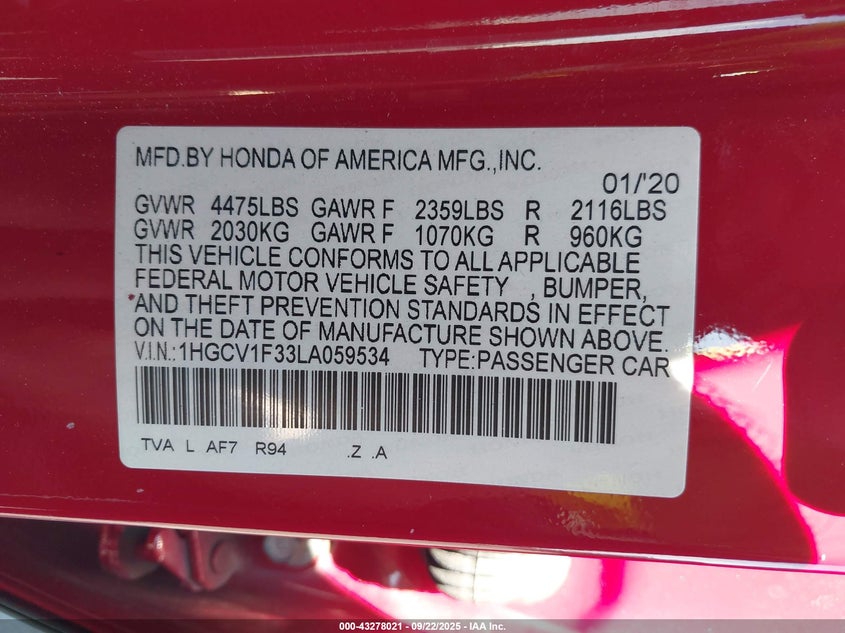 MFD.BY HONDA OF AMERICA MFG.,INC.
01/'20
GVWR 4475LBS GAWR F 2359LBS R 2116LBS
GVWR 2030KG GAWR F 1070KG R 960KG
THIS VEHICLE CONFORMS TO ALL APPLICABLE
FEDERAL MOTOR VEHICLE SAFETY , BUMPER,
AND THEFT PREVENTION STANDARDS IN EFFECT
ON THE DATE OF MANUFACTURE SHOWN ABOVE.
V.I.N.:1HGCV1F33LA059534 TYPE:PASSENGER CAR
TVA L AF7 R94 .Z .A
000-43278021 - 09/22/2025 - IAA Inc.